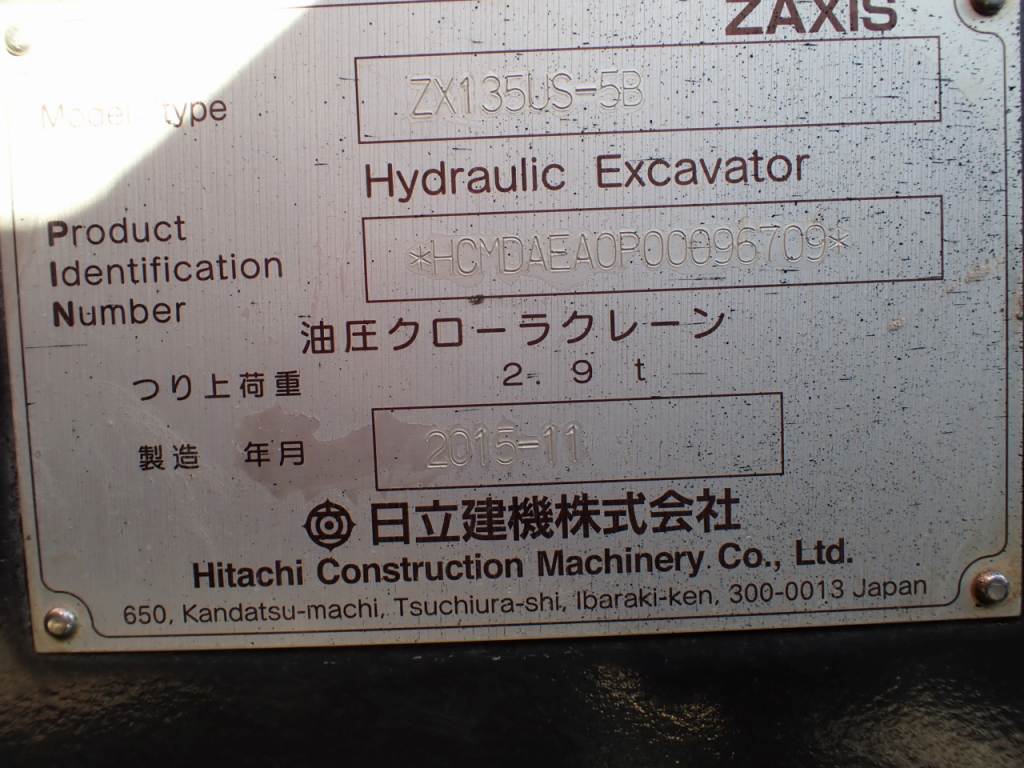 ZAXIS
Model type ZX135US-5B
Hydraulic Excavator
Product
Identification
Number
*HCMDAEA0P00096709*
油圧クローラクレーン
つり上荷重 2.9 t
製造 年月 2015-11
日立建機株式会社
Hitachi Construction Machinery Co., Ltd.
650, Kandatsu-machi, Tsuchiura-shi, Ibaraki-ken, 300-0013 Japan